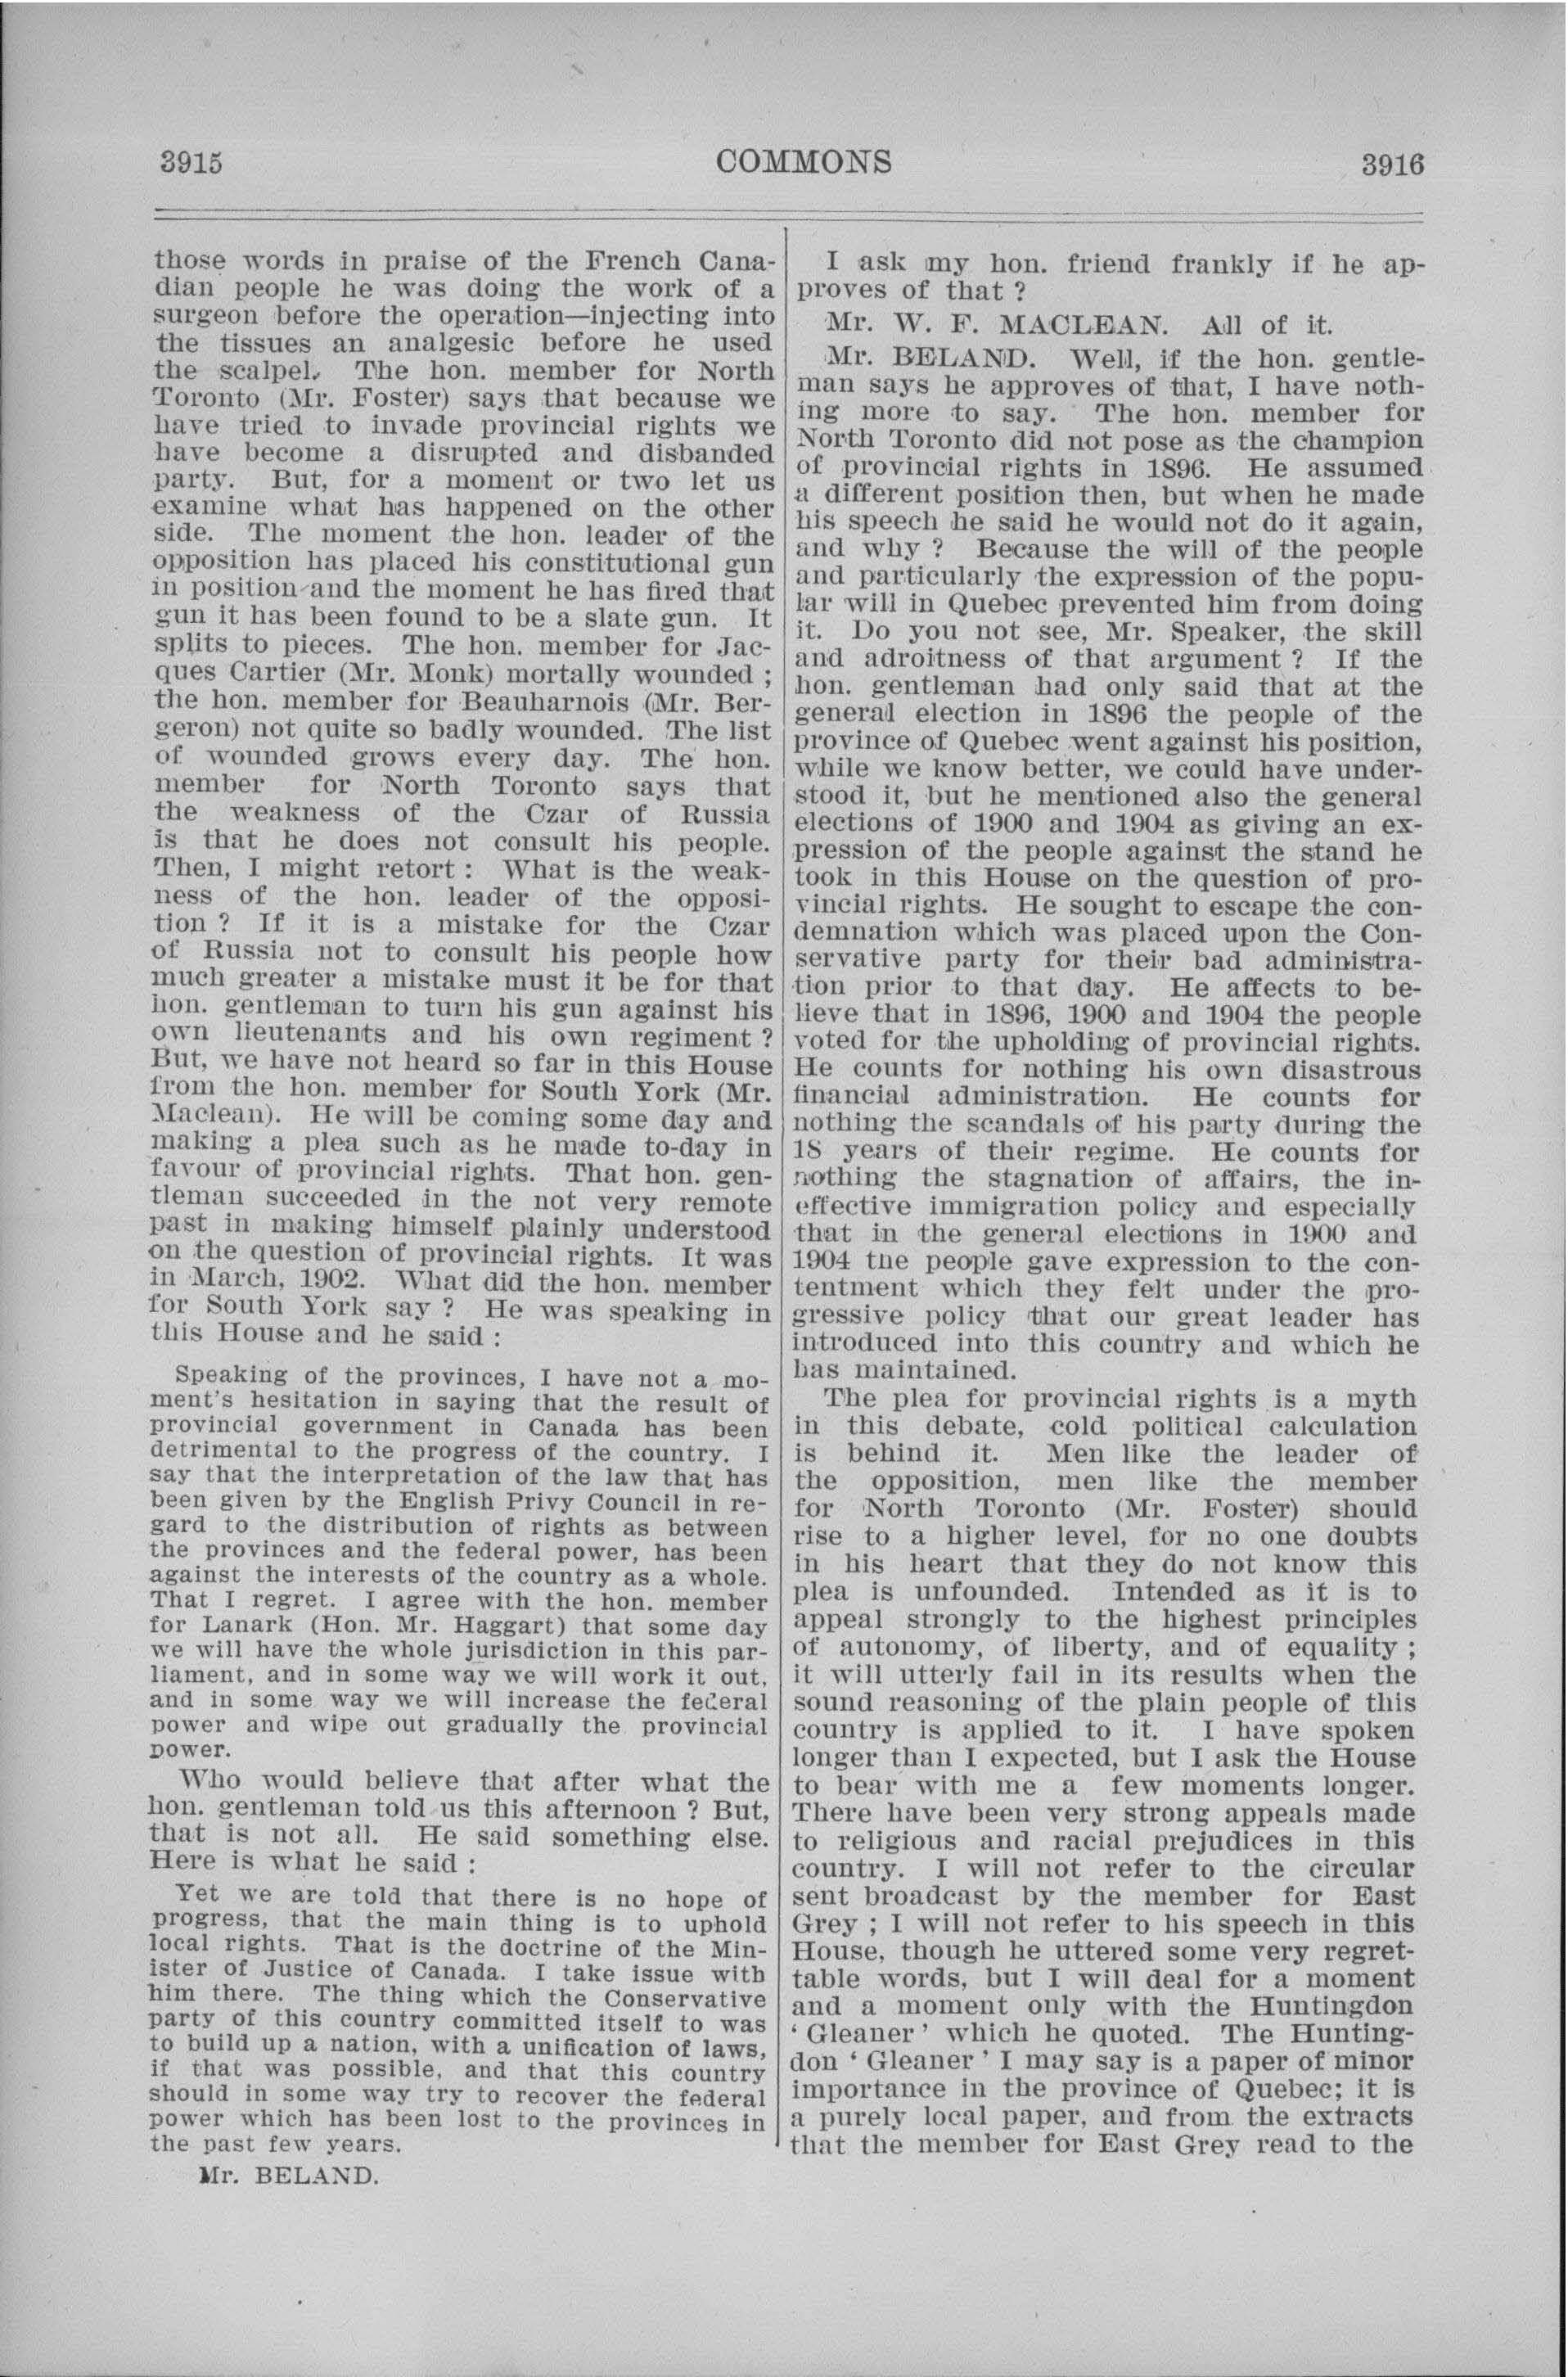 3915
COMMONS
3916
those words in praise of the French Cana-
dian people he was doing the work of a
surgeon before the operation—injecting into
the tissues an analgesic before he used
the scalpel. The hon. member for North
Toronto (Mr. Foster) says that because we
have tried to invade provincial rights we
have become a disrupted and disbanded
party. But, for a moment or two let us
examine what has happened on the other
side. The moment the hon. leader of the
opposition has placed his constitutional gun
in position and the moment he has fired that
gun it has been found to be a slate gun. It
splits to pieces. The hon. member for Jac-
ques Cartier (Mr. Monk) mortally wounded ;
the hon. member for Beauharnois (Mr. Ber-
geron) not quite so badly wounded. The list
of wounded grows every day. The hon.
member for North Toronto says that
the weakness of the Czar of Russia
is that he does not consult his people.
Then, I might retort : What is the weak-
ness of the hon. leader of the opposi-
tion ? If it is a mistake for the Czar
of Russia not to consult his people how
much greater a mistake must it be for that
hon. gentleman to turn his gun against his
own lieutenants and his own regiment ?
But, we have not heard so far in this House
from the hon. member for South York (Mr.
Maclean). He will be coming some day and
making a plea such as he made to-day in
favour of provincial rights. That hon. gen-
tleman succeeded in the not very remote
past in making himself plainly understood
on the question of provincial rights. It was
in March, 1902. What did the hon. member
for South York say ? He was speaking in
this House and he said :
Speaking of the provinces, I have not a mo-
ment's hesitation in saying that the result of
provincial government in Canada has been
detrimental to the progress of the country. I
say that the interpretation of the law that has
been given by the English Privy Council in re-
gard to the distribution of rights as between
the provinces and the federal power, has been
against the interests of the country as a whole.
That I regret. I agree with the hon. member
for Lanark (Hon. Mr. Haggart) that some day
we will have the whole jurisdiction in this par-
liament, and in some way we will work it out,
and in some way we will increase the federal
power and wipe out gradually the provincial
power.
Who would believe that after what the
hon. gentleman told us this afternoon ? But,
that is not all. He said something else.
Here is what he said :
Yet we are told that there is no hope of
progress, that the main thing is to uphold
local rights. That is the doctrine of the Min-
ister of Justice of Canada. I take issue with
him there. The thing which the Conservative
party of this country committed itself to was
to build up a nation, with a unification of laws,
if that was possible, and that this country
should in some way try to recover the federal
power which has been lost to the provinces in
the past few years.
Mr. BELAND.
I ask my hon. friend frankly if he ap-
proves of that ?
Mr. W. F. MACLEAN. All of it.
Mr. BELAND. Well, if the hon. gentle-
man says he approves of that, I have noth-
ing more to say. The hon. member for
North Toronto did not pose as the champion
of provincial rights in 1896. He assumed
a different position then, but when he made
his speech he said he would not do it again,
and why ? Because the will of the people
and particularly the expression of the popu-
lar will in Quebec prevented him from doing
it. Do you not see, Mr. Speaker, the skill
and adroitness of that argument ? If the
hon. gentleman had only said that at the
general election in 1896 the people of the
province of Quebec went against his position,
while we know better, we could have under-
stood it, but he mentioned also the general
elections of 1900 and 1904 as giving an ex-
pression of the people against the stand he
took in this House on the question of pro-
vincial rights. He sought to escape the con-
demnation which was placed upon the Con-
servative party for their bad administra-
tion prior to that day. He affects to be-
lieve that in 1896, 1900 and 1904 the people
voted for the upholding of provincial rights.
He counts for nothing his own disastrous
financial administration. He counts for
nothing the scandals of his party during the
18 years of their regime. He counts for
nothing the stagnation of affairs, the in-
effective immigration policy and especially
that in the general elections in 1900 and
1904 tne people gave expression to the con-
tentment which they felt under the pro-
gressive policy that our great leader has
introduced into this country and which he
has maintained.
The plea for provincial rights is a myth
in this debate, cold political calculation
is behind it. Men like the leader of
the opposition, men like the member
for North Toronto (Mr. Foster) should
rise to a higher level, for no one doubts
in his heart that they do not know this
plea is unfounded. Intended as it is to
appeal strongly to the highest principles
of autonomy, of liberty, and of equality ;
it will utterly fail in its results when the
sound reasoning of the plain people of this
country is applied to it. I have spoken
longer than I expected, but I ask the House
to bear with me a few moments longer.
There have been very strong appeals made
to religious and racial prejudices in this
country. I will not refer to the circular
sent broadcast by the member for East
Grey ; I will not refer to his speech in this
House, though he uttered some very regret-
table words, but I will deal for a moment
and a moment only with the Huntingdon
‘ Gleaner ’ which he quoted. The Hunting-
don ‘ Gleaner ’ I may say is a paper of minor
importance in the province of Quebec; it is
a purely local paper, and from the extracts
that the member for East Grey read to the